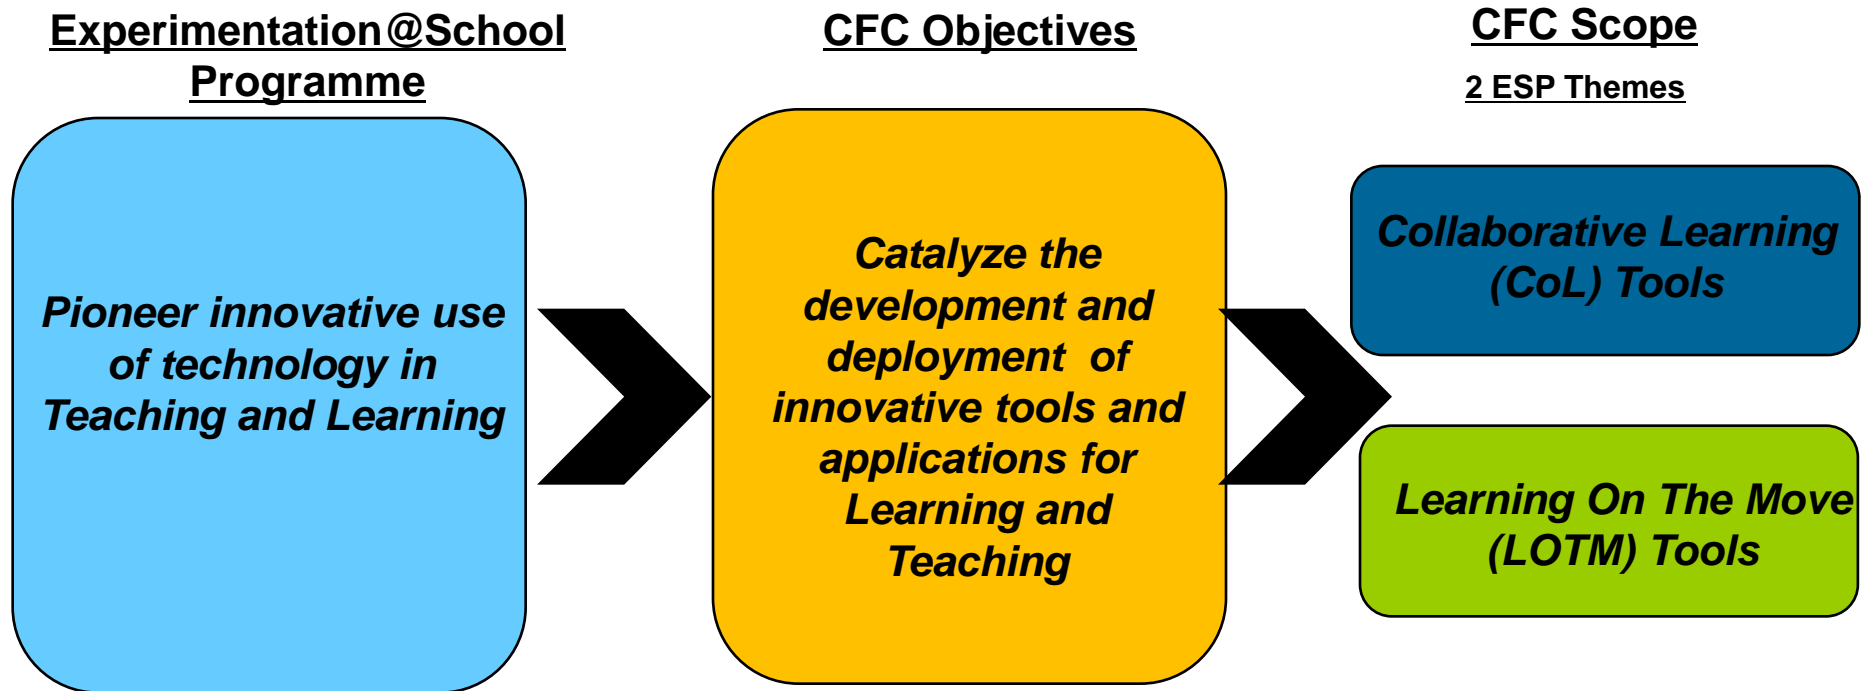 Experimentation@School
Programme
Pioneer innovative use
of technology in
Teaching and Learning
CFC Objectives
Catalyze the
development and
deployment of
innovative tools and
applications for
Learning and
Teaching
CFC Scope
2 ESP Themes
Collaborative Learning
(CoL) Tools
Learning On The Move
(LOTM) Tools